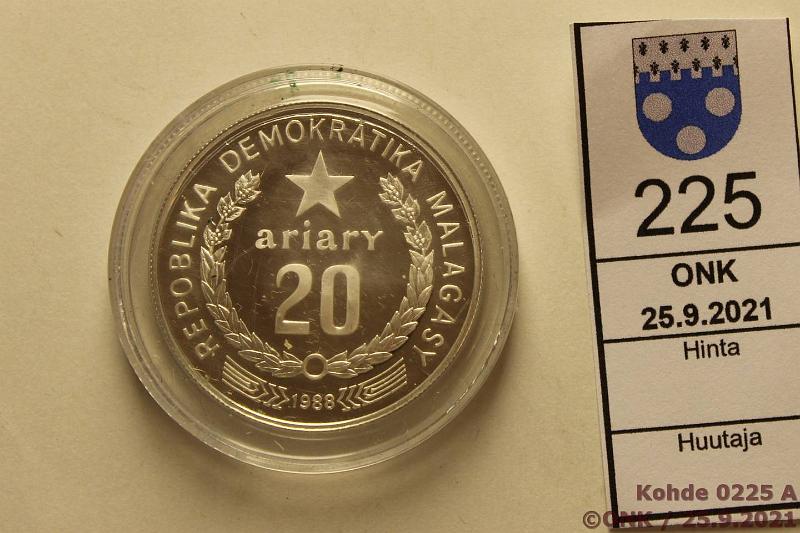 REPOBLIKA DEMOKRATIKA MALAGASY
ariary
20
1988
225
ONK
25.9.2021
Hinta
Huutaja
Kohde 0225 A
©ONK / 25.9.2021